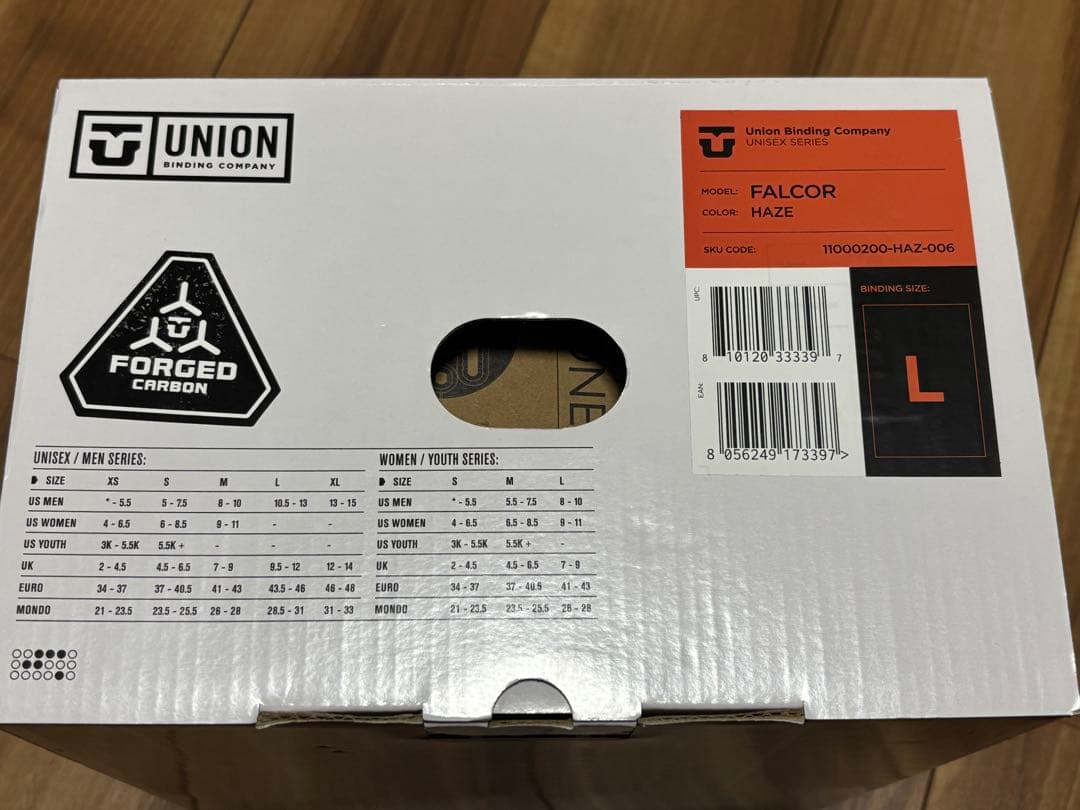 UNION
BINDING COMPANY
Union Binding Company
UNISEX SERIES
MODEL: FALCOR
COLOR: HAZE
SKU CODE: 11000200-HAZ-006
UPC:
8 10120 33339 7
EAN:
8 056249 173397 >
BINDING SIZE:
L
FORGED
CARBON
UNISEX / MEN SERIES:
SIZE XS S M L XL
US MEN * - 5.5 5 - 7.5 8 - 10 10.5 - 13 13 - 15
US WOMEN 4 - 6.5 6 - 8.5 9 - 11 - -
US YOUTH 3K - 5.5K 5.5K + - - -
UK 2 - 4.5 4.5 - 6.5 7 - 9 9.5 - 12 12 - 14
EURO 34 - 37 37 - 40.5 41 - 43 43.5 - 46 46 - 48
MONDO 21 - 23.5 23.5 - 25.5 26 - 28 28.5 - 31 31 - 33
WOMEN / YOUTH SERIES:
SIZE S M L
US MEN * - 5.5 5.5 - 7.5 8 - 10
US WOMEN 4 - 6.5 6.5 - 8.5 9 - 11
US YOUTH 3K - 5.5K 5.5K + -
UK 2 - 4.5 4.5 - 6.5 7 - 9
EURO 34 - 37 37 - 40.5 41 - 43
MONDO 21 - 23.5 23.5 - 25.5 26 - 28